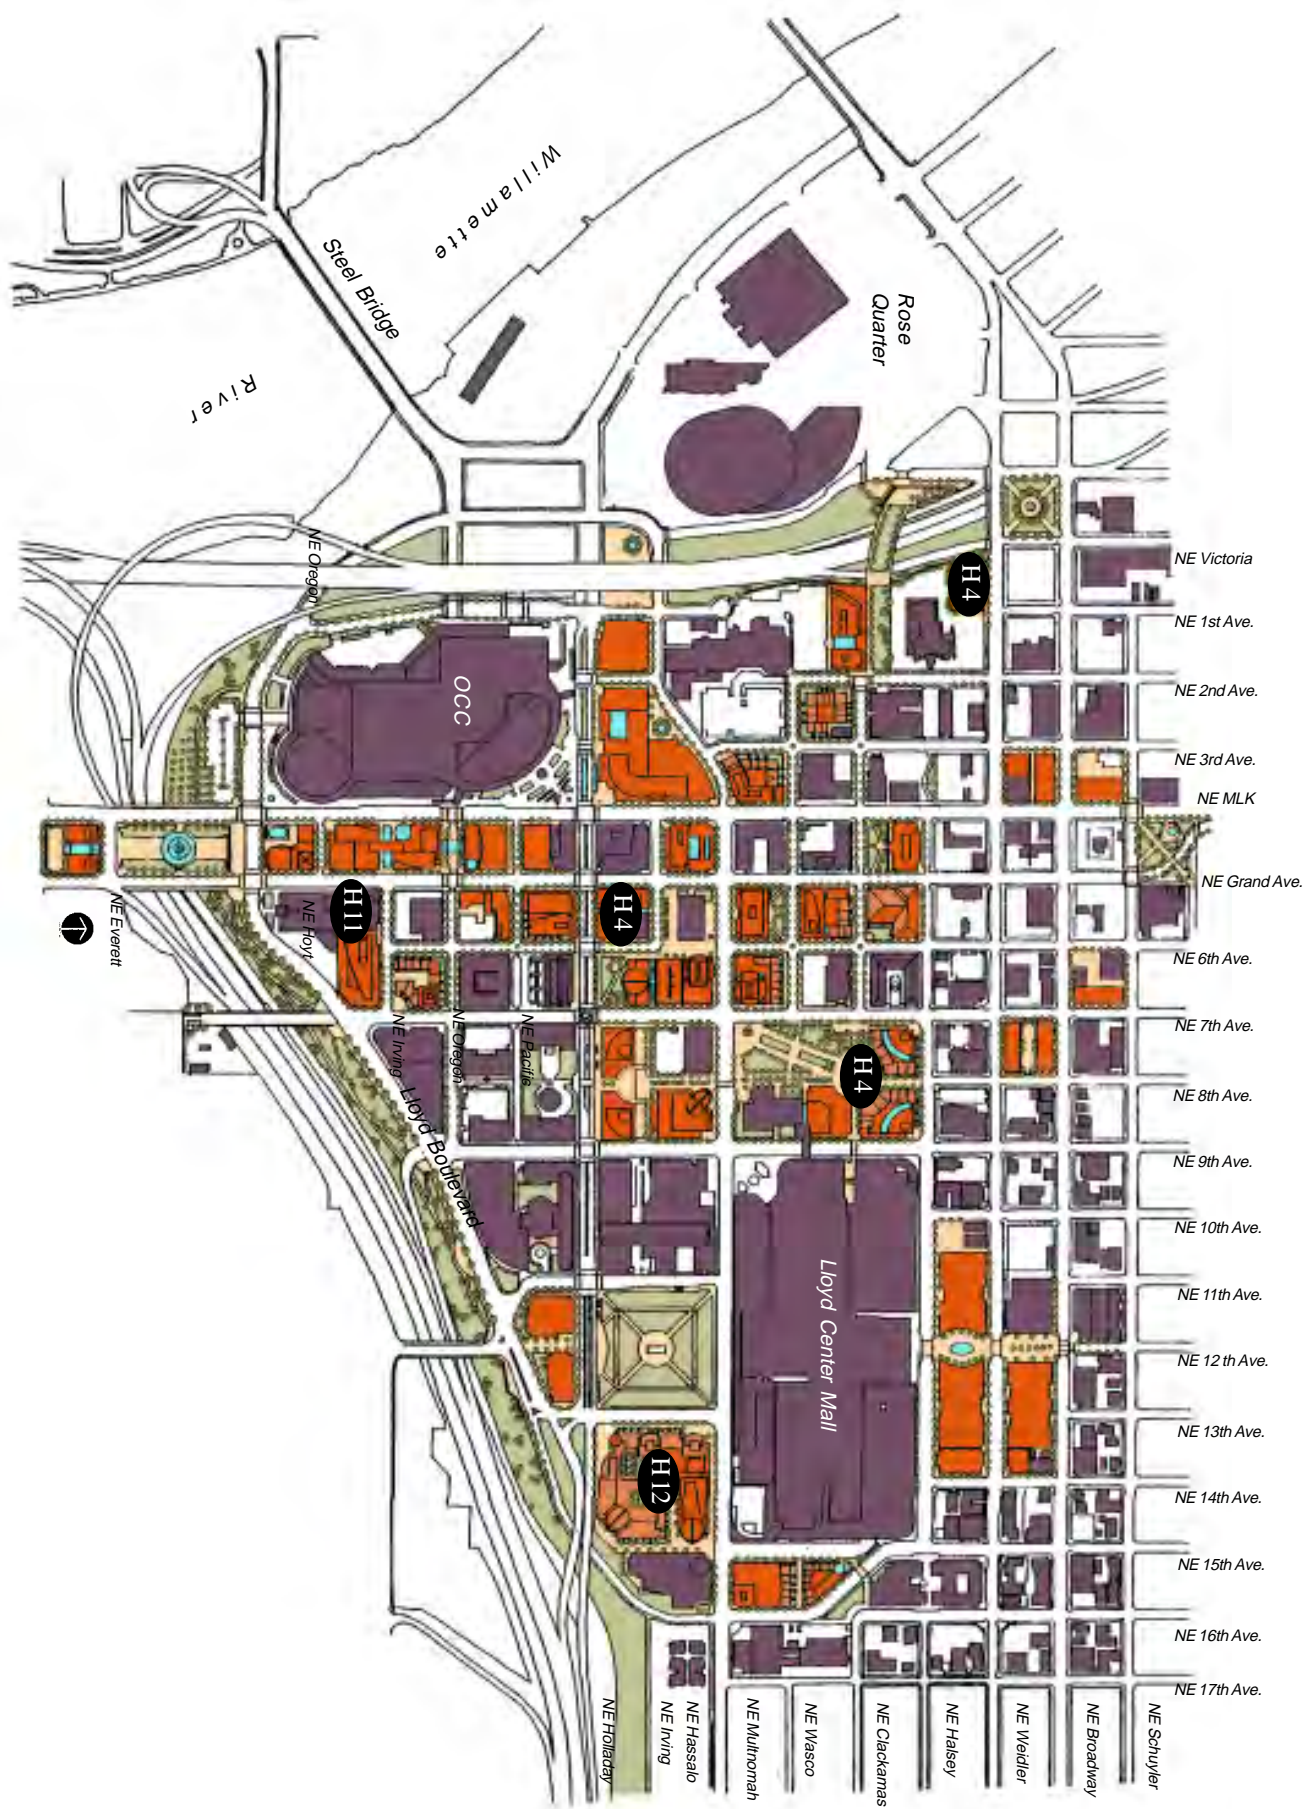 Willamette
River
Steel Bridge
Rose
Quarter
NE Oregon
OCC
H4
H4
H4
H11
H12
NE Everett
NE Hoyt
NE Irving
NE Oregon
NE Pacific
Lloyd Boulevard
Lloyd Center Mall
NE Victoria
NE 1st Ave.
NE 2nd Ave.
NE 3rd Ave.
NE MLK
NE Grand Ave.
NE 6th Ave.
NE 7th Ave.
NE 8th Ave.
NE 9th Ave.
NE 10th Ave.
NE 11th Ave.
NE 12 th Ave.
NE 13th Ave.
NE 14th Ave.
NE 15th Ave.
NE 16th Ave.
NE 17th Ave.
NE Holladay
NE Irving
NE Hassalo
NE Multnomah
NE Wasco
NE Clackamas
NE Halsey
NE Weidler
NE Broadway
NE Schuyler